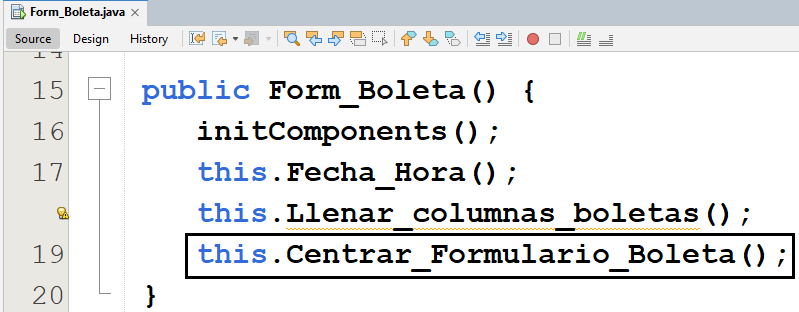 Form_Boleta.java
Source Design History
14
15 public Form_Boleta() {
16 initComponents();
17 this.Fecha_Hora();
this.Llenar_columnas_boletas();
19 this.Centrar_Formulario_Boleta();
20 }